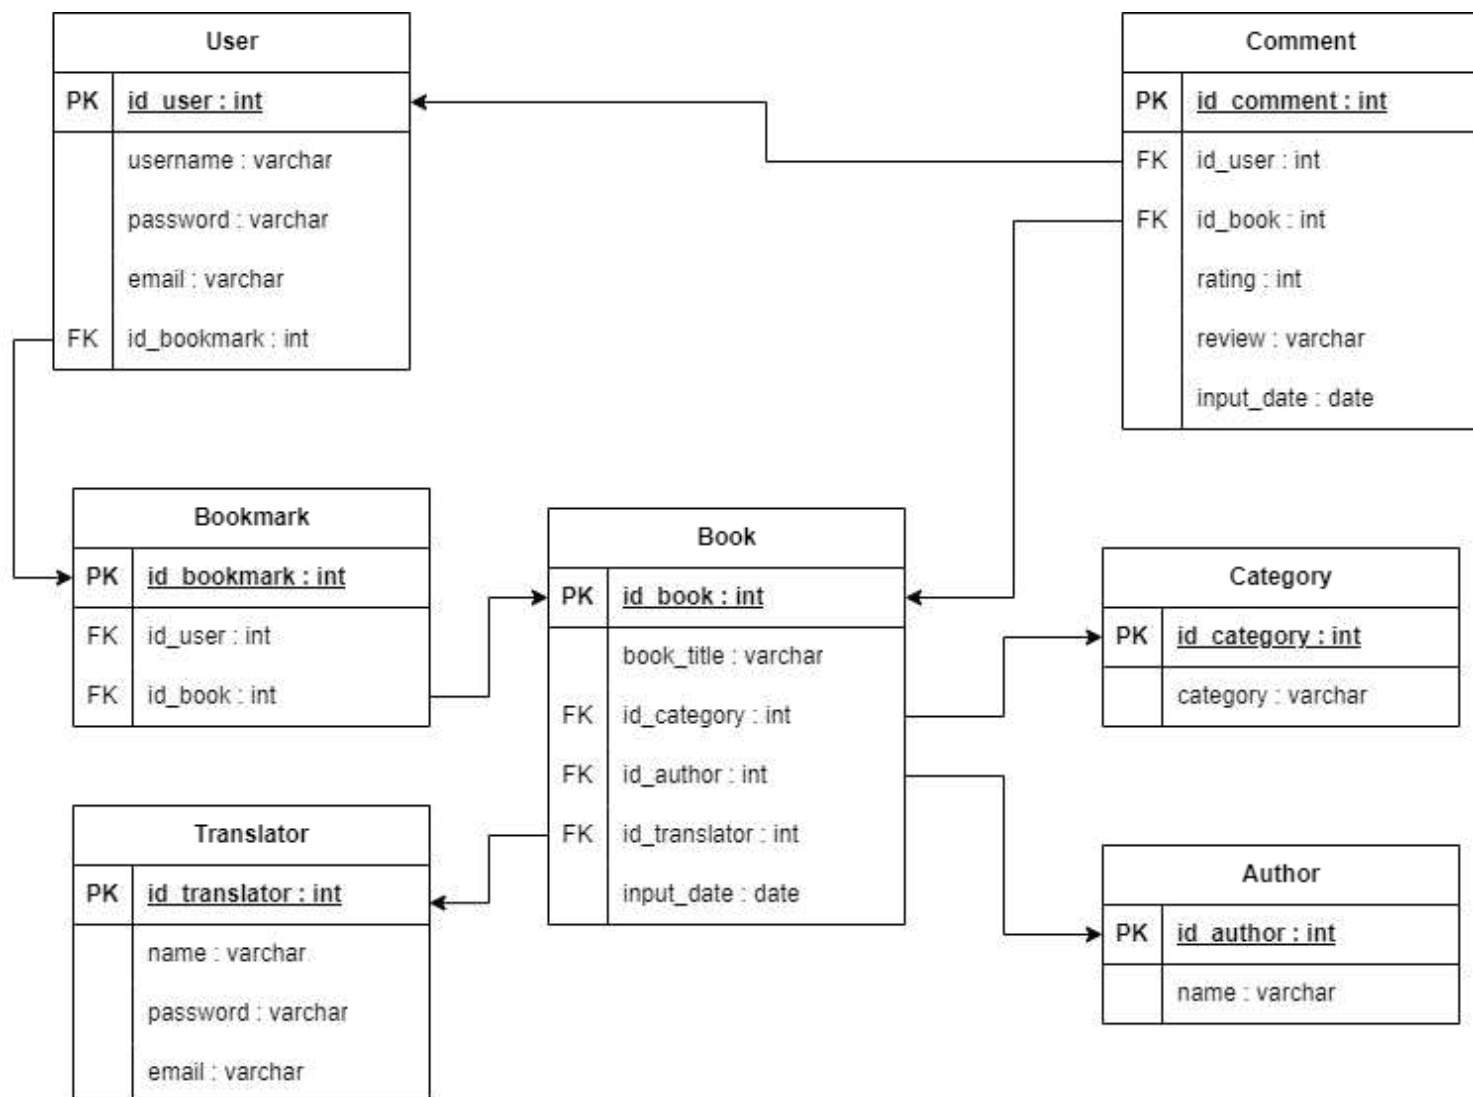 User
PK id_user : int
username : varchar
password : varchar
email : varchar
FK id_bookmark : int
Comment
PK id_comment : int
FK id_user : int
FK id_book : int
rating : int
review : varchar
input_date : date
Bookmark
PK id_bookmark : int
FK id_user : int
FK id_book : int
Book
PK id_book : int
book_title : varchar
FK id_category : int
FK id_author : int
FK id_translator : int
input_date : date
Category
PK id_category : int
category : varchar
Translator
PK id_translator : int
name : varchar
password : varchar
email : varchar
Author
PK id_author : int
name : varchar